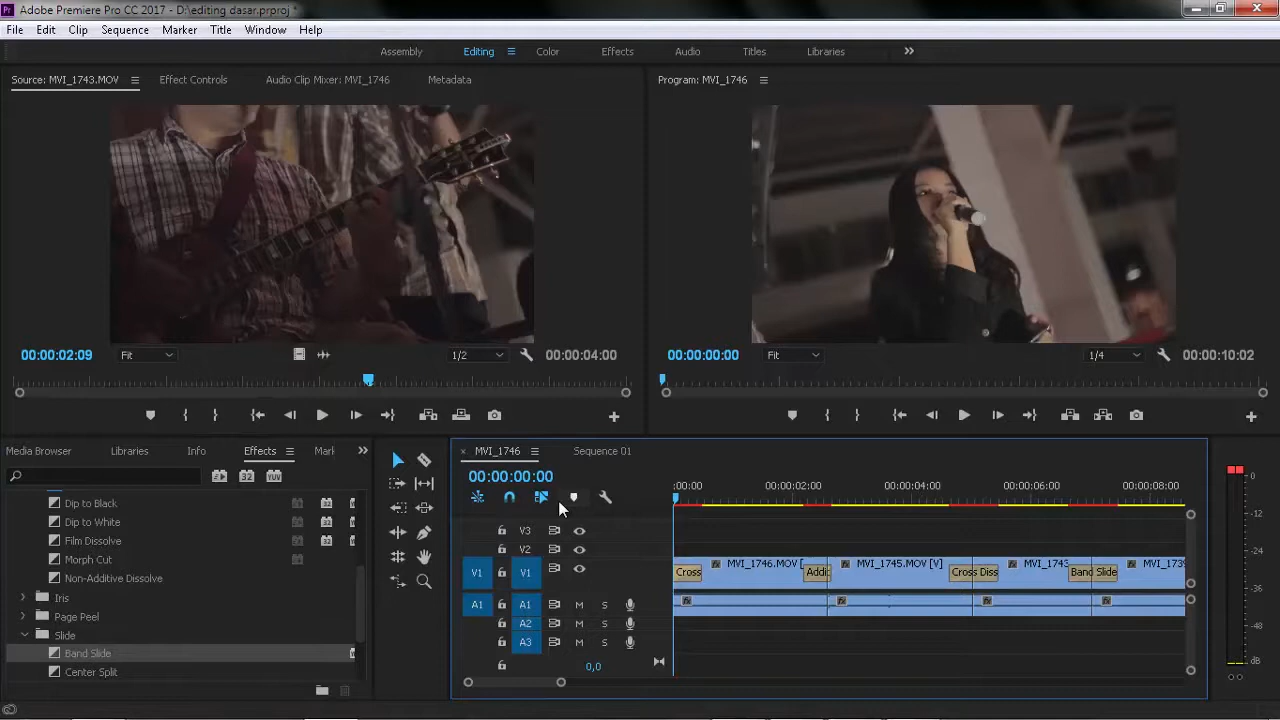 Adobe Premiere Pro CC 2017 - D:\editing dasar.prproj *
File Edit Clip Sequence Marker Title Window Help
Assembly Editing Color Effects Audio Titles Libraries
Source: MVI_1743.MOV Effect Controls Audio Clip Mixer: MVI_1746 Metadata
Program: MVI_1746
00:00:02:09 Fit 1/2 00:00:04:00
00:00:00:00 Fit 1/4 00:00:10:02
Media Browser Libraries Info Effects Mark
Dip to Black
Dip to White
Film Dissolve
Morph Cut
Non-Additive Dissolve
Iris
Page Peel
Slide
Band Slide
Center Split
× MVI_1746 Sequence 01
00:00:00:00
:00:00 00:00:02:00 00:00:04:00 00:00:06:00 00:00:08:00
V3
V2
V1 V1 MVI_1746.MOV [ MVI_1745.MOV [V] MVI_1743 MVI_1739
Cross Addi Cross Diss Band Slide
A1 A1 M S
A2 M S
A3 M S
0,0
0
-12
-24
-36
-48
dB